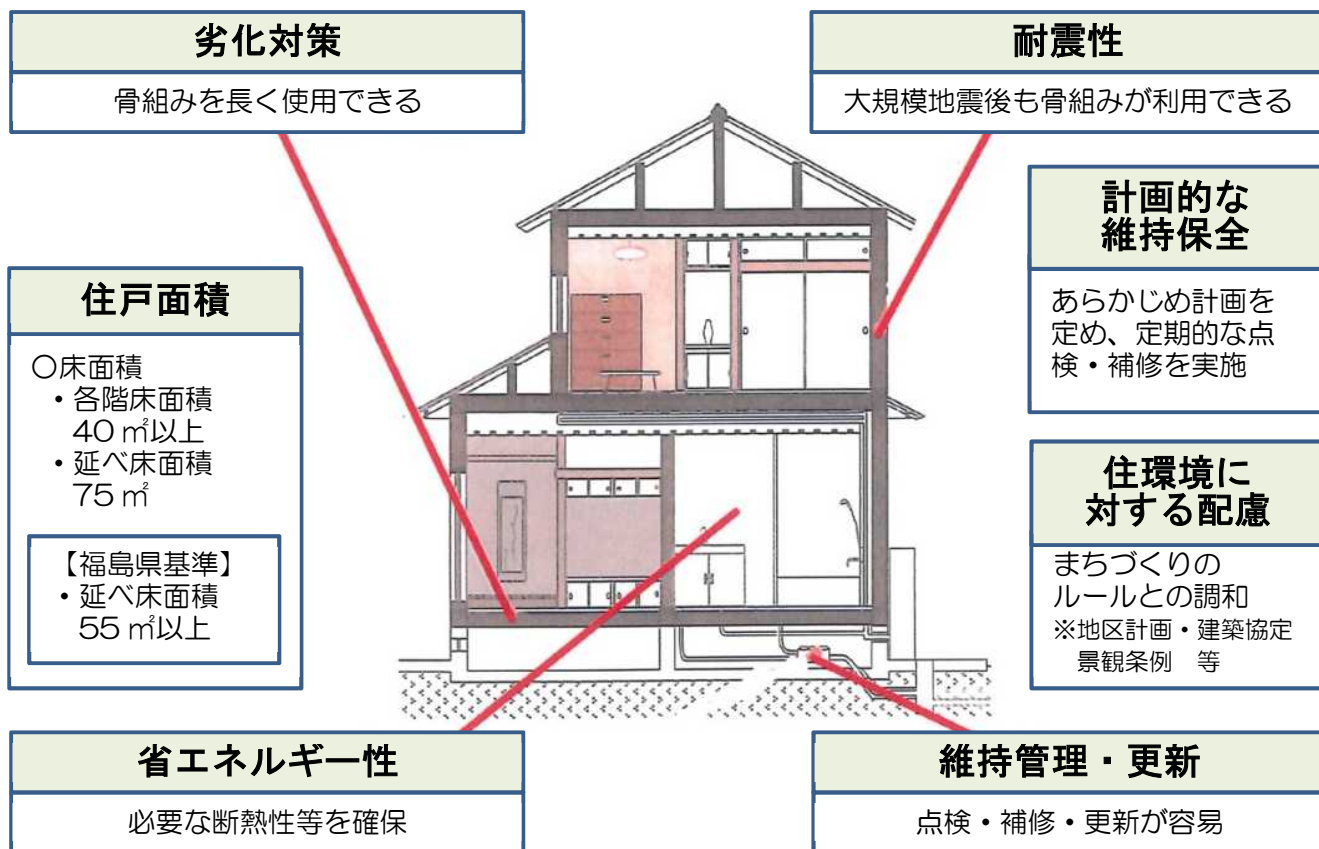 劣化対策
骨組みを長く使用できる
耐震性
大規模地震後も骨組みが利用できる
計画的な
維持保全
あらかじめ計画を
定め、定期的な点
検・補修を実施
住戸面積
〇床面積
・各階床面積
40㎡以上
・延べ床面積
75㎡
【福島県基準】
・延べ床面積
55㎡以上
住環境に
対する配慮
まちづくりの
ルールとの調和
※地区計画・建築協定
景観条例　等
省エネルギー性
必要な断熱性等を確保
維持管理・更新
点検・補修・更新が容易